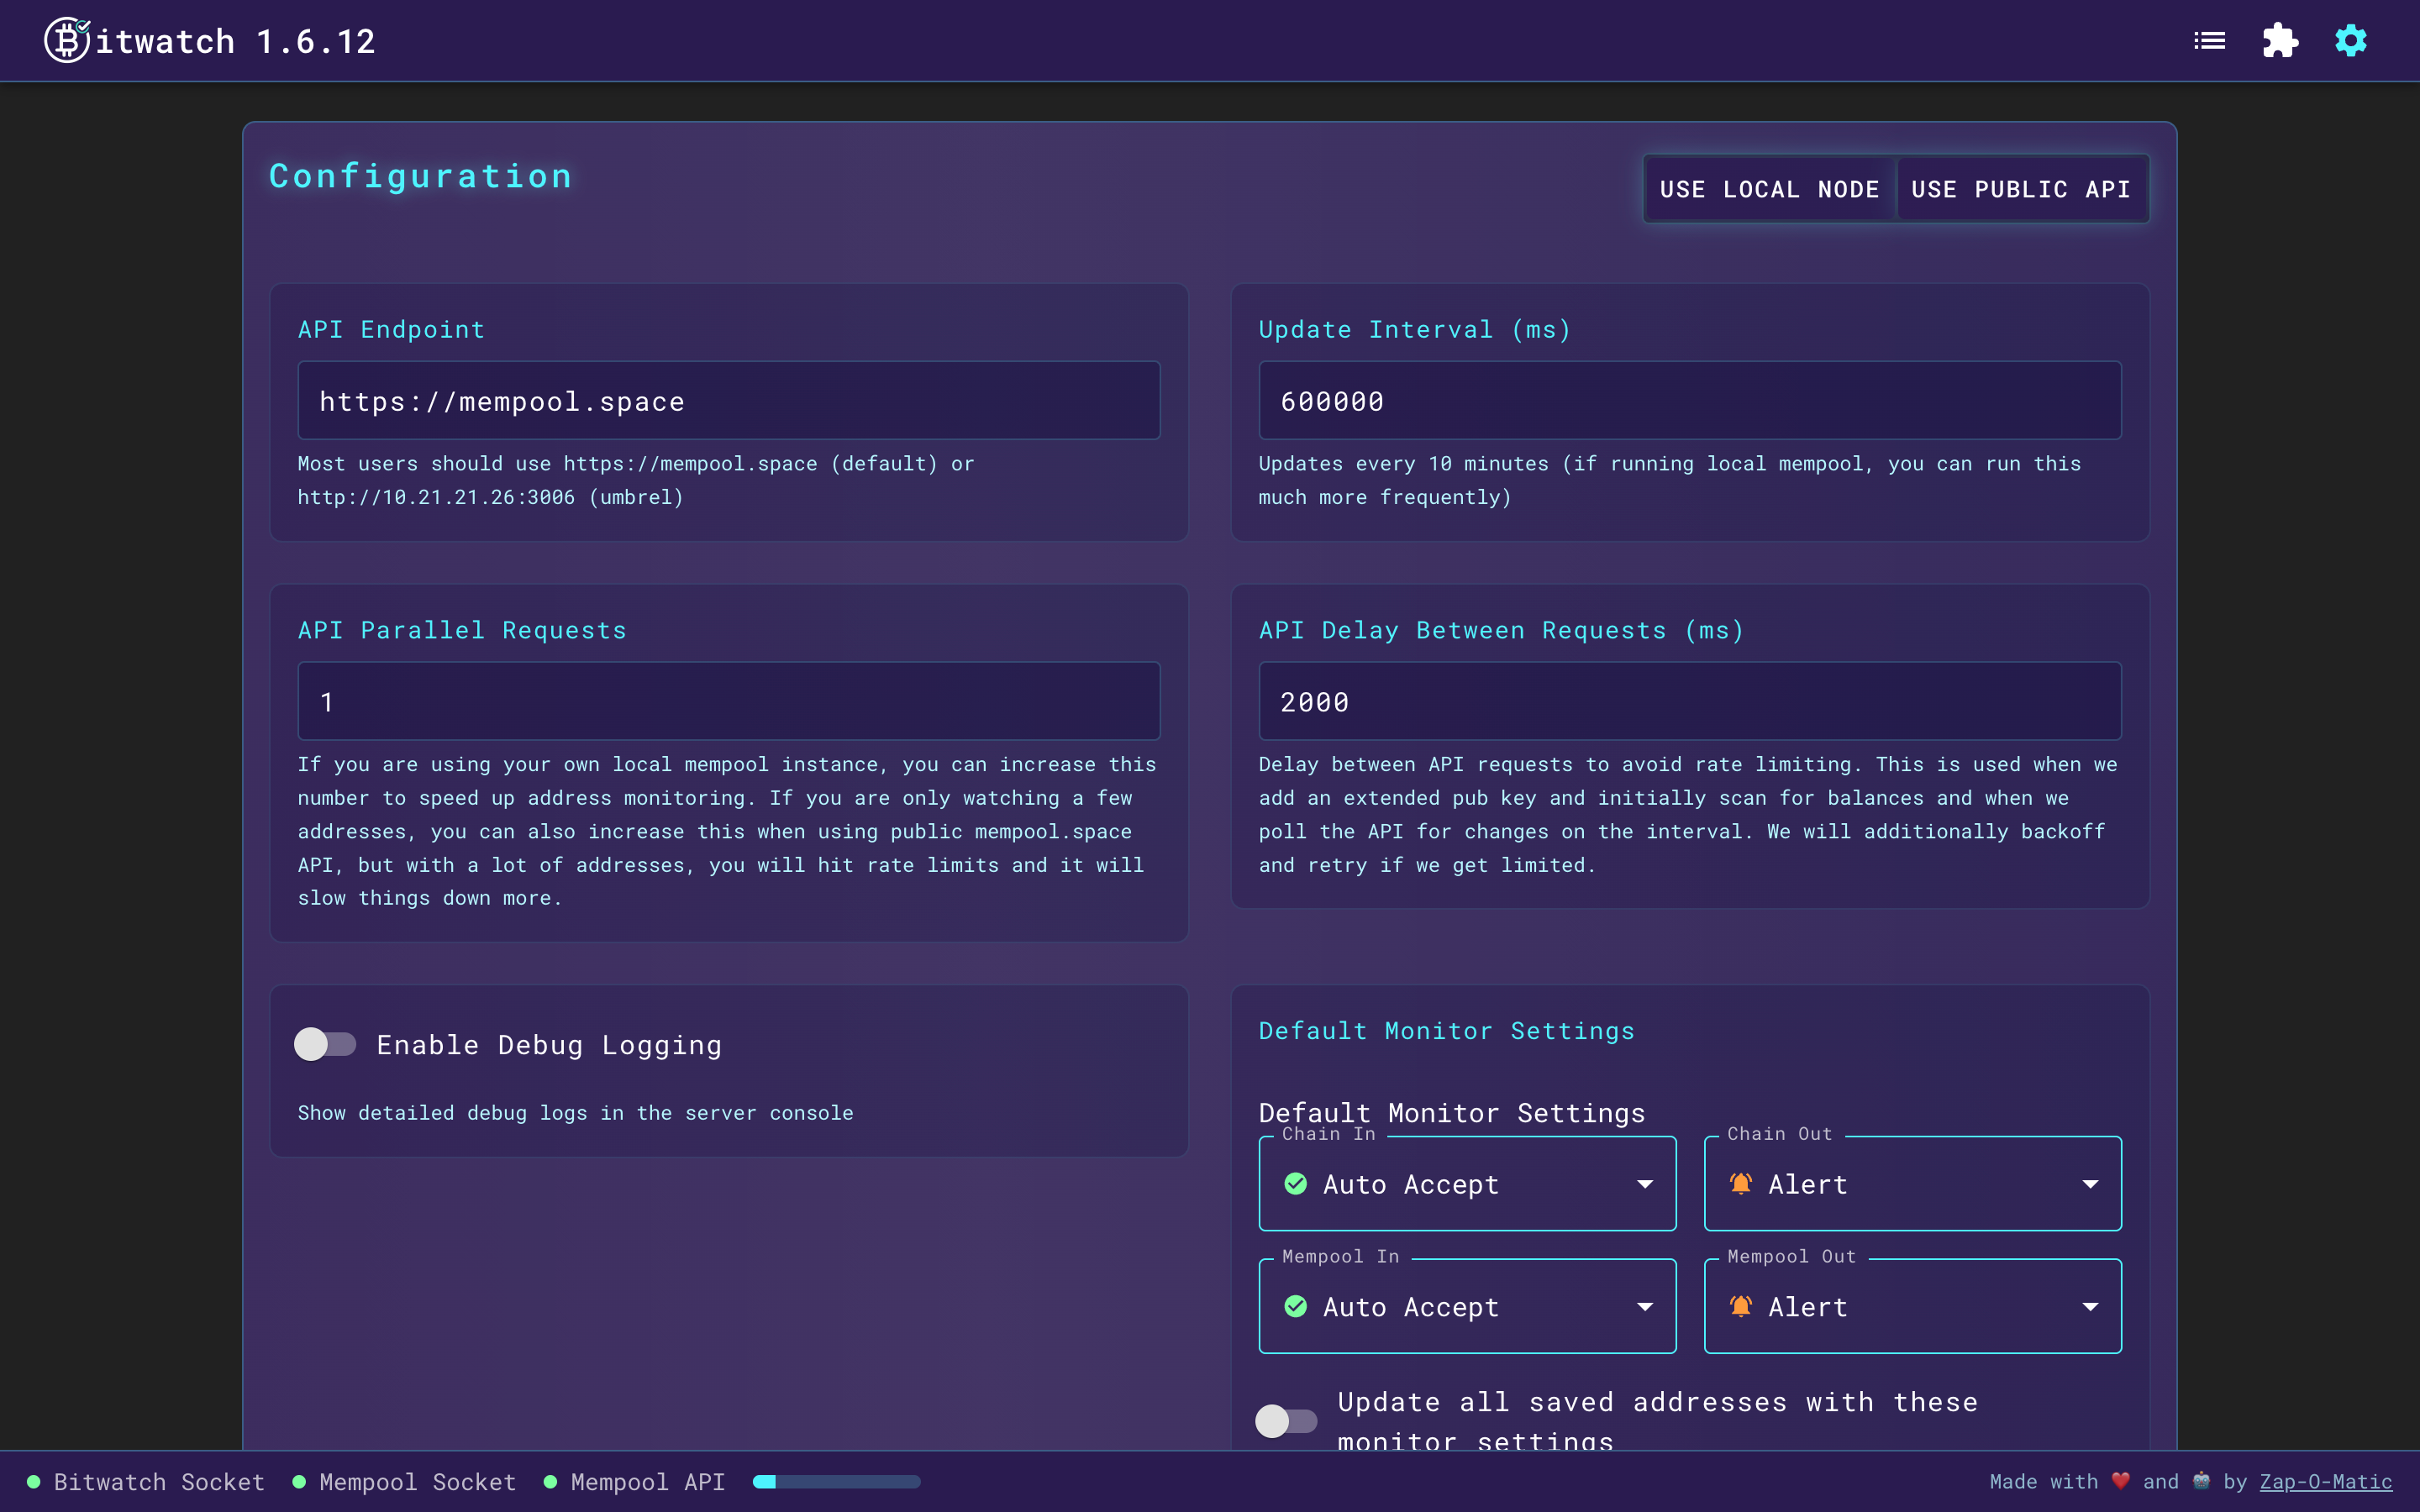 Bitwatch 1.6.12
Configuration
USE LOCAL NODE
USE PUBLIC API
API Endpoint
https://mempool.space
Most users should use https://mempool.space (default) or
http://10.21.21.26:3006 (umbrel)
Update Interval (ms)
600000
Updates every 10 minutes (if running local mempool, you can run this
much more frequently)
API Parallel Requests
1
If you are using your own local mempool instance, you can increase this
number to speed up address monitoring. If you are only watching a few
addresses, you can also increase this when using public mempool.space
API, but with a lot of addresses, you will hit rate limits and it will
slow things down more.
API Delay Between Requests (ms)
2000
Delay between API requests to avoid rate limiting. This is used when we
add an extended pub key and initially scan for balances and when we
poll the API for changes on the interval. We will additionally backoff
and retry if we get limited.
Enable Debug Logging
Show detailed debug logs in the server console
Default Monitor Settings
Default Monitor Settings
Chain In
Auto Accept
Chain Out
Alert
Mempool In
Auto Accept
Mempool Out
Alert
Update all saved addresses with these
monitor settings
Bitwatch Socket
Mempool Socket
Mempool API
Made with ❤️ and 🤖 by Zap-O-Matic